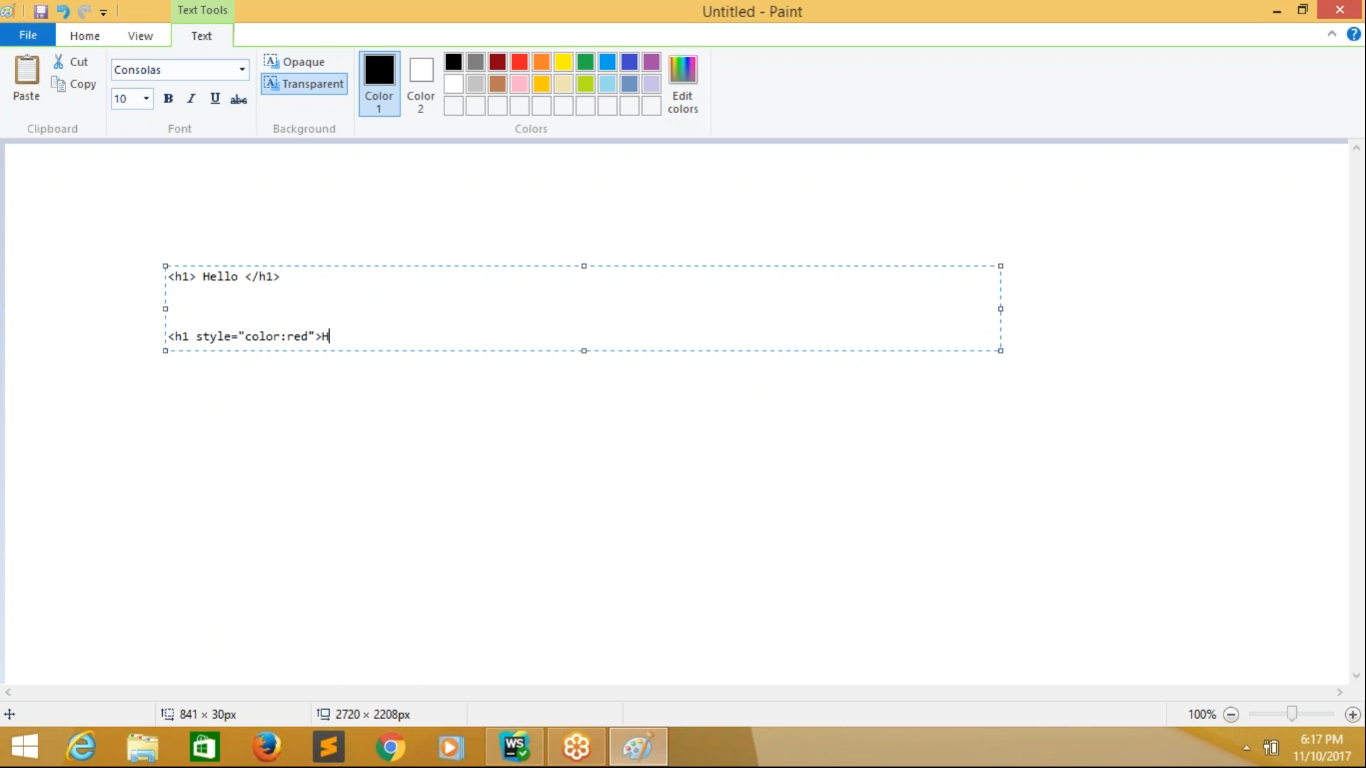 Text Tools
Untitled - Paint
File Home View Text
Paste
Cut
Copy
Clipboard
Consolas
10 B I U abc
Font
Opaque
Transparent
Background
Color 1
Color 2
Edit colors
Colors
<h1> Hello </h1>
<h1 style="color:red">H
841 × 30px
2720 × 2208px
100%
WS
6:17 PM
11/10/2017